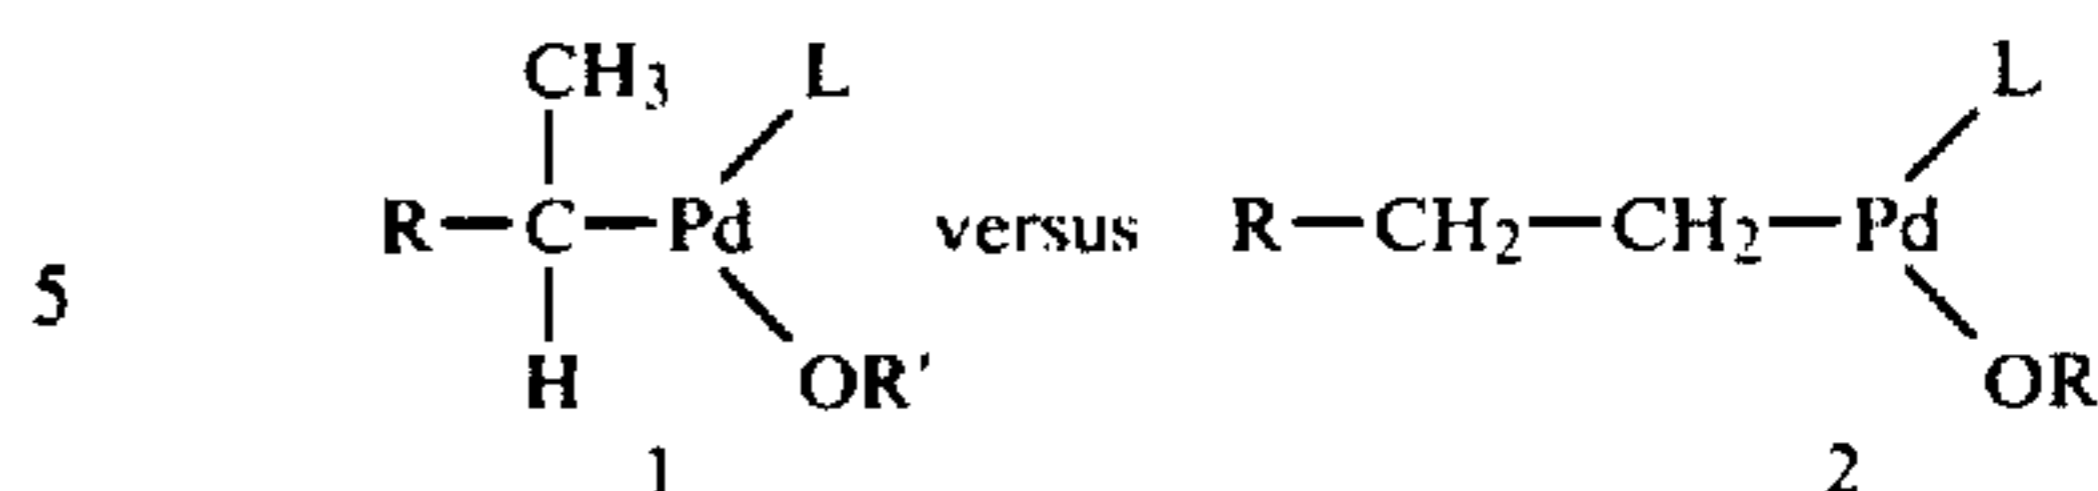 CH3 L L
R—C—Pd versus R—CH2—CH2—Pd
5
H OR' OR
1 2